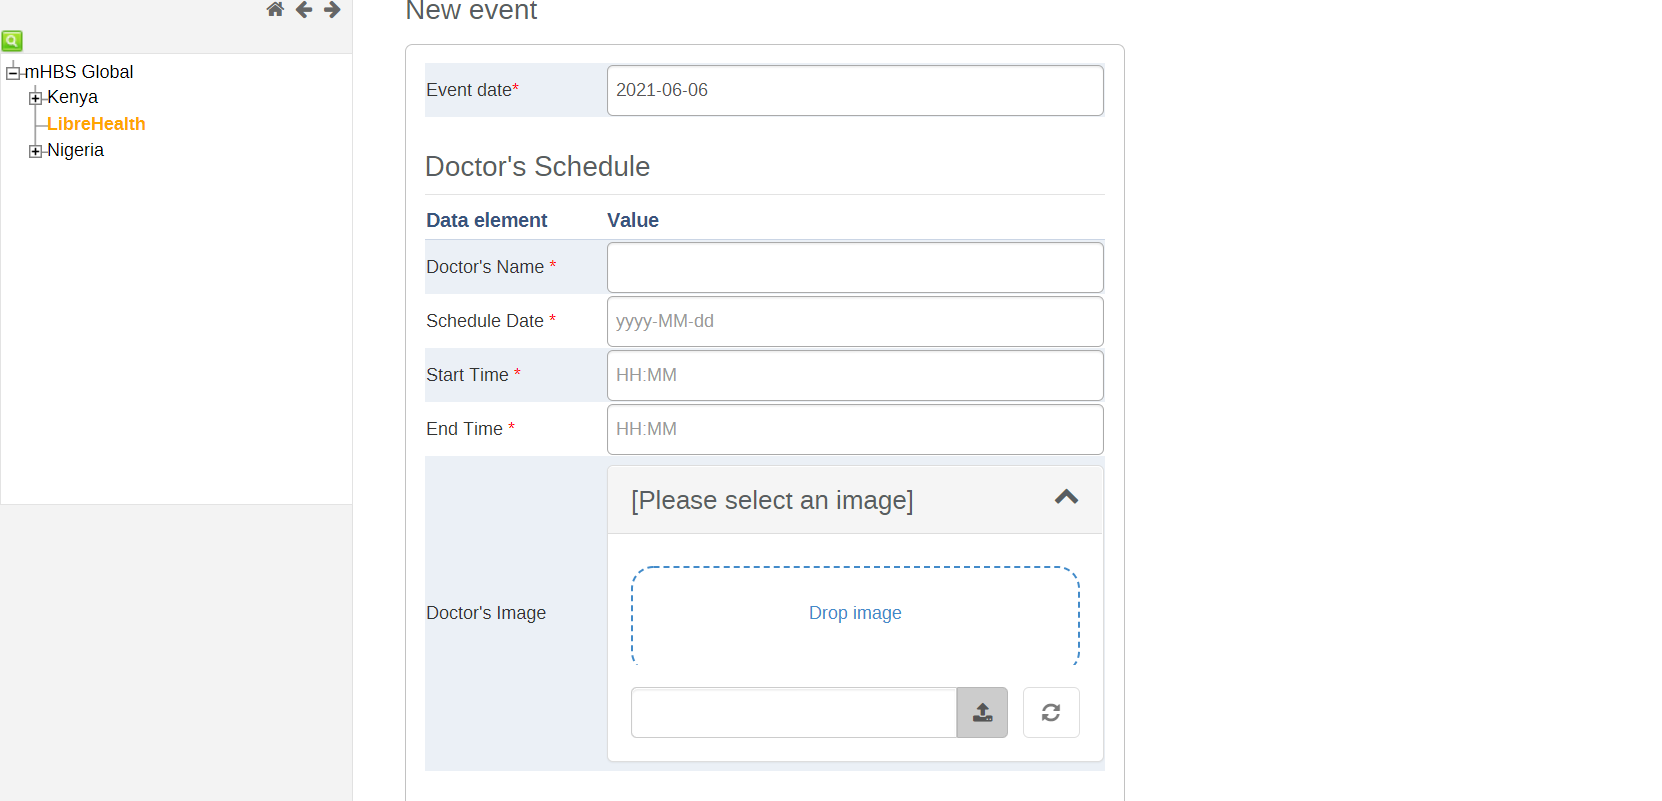 New event
mHBS Global
Kenya
LibreHealth
Nigeria
Event date* 2021-06-06
Doctor's Schedule
Data element Value
Doctor's Name *
Schedule Date * yyyy-MM-dd
Start Time * HH:MM
End Time * HH:MM
[Please select an image]
Doctor's Image Drop image